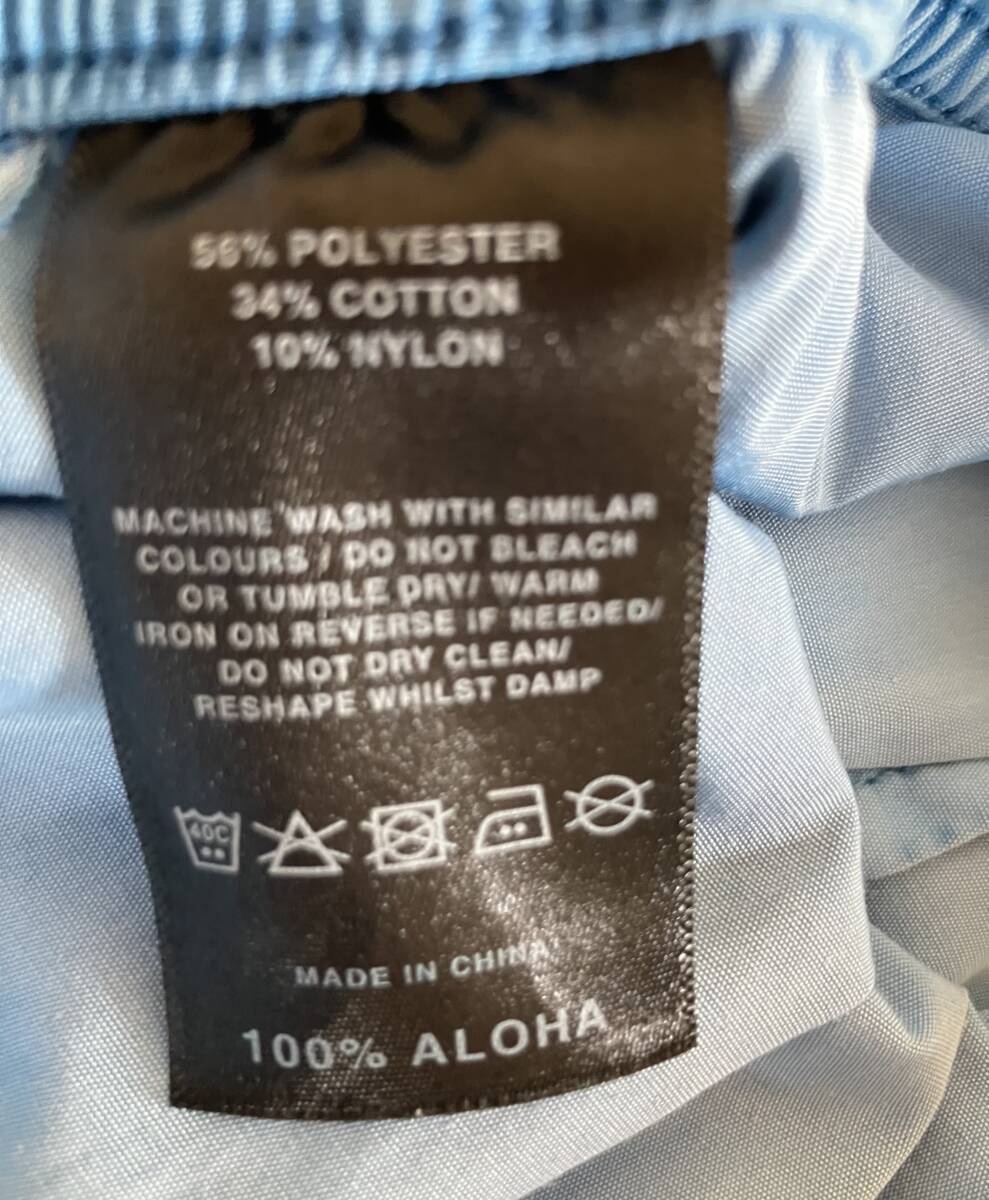 56% POLYESTER
34% COTTON
10% NYLON
MACHINE WASH WITH SIMILAR
COLOURS / DO NOT BLEACH
OR TUMBLE DRY/ WARM
IRON ON REVERSE IF NEEDED/
DO NOT DRY CLEAN/
RESHAPE WHILST DAMP
40C
MADE IN CHINA
100% ALOHA